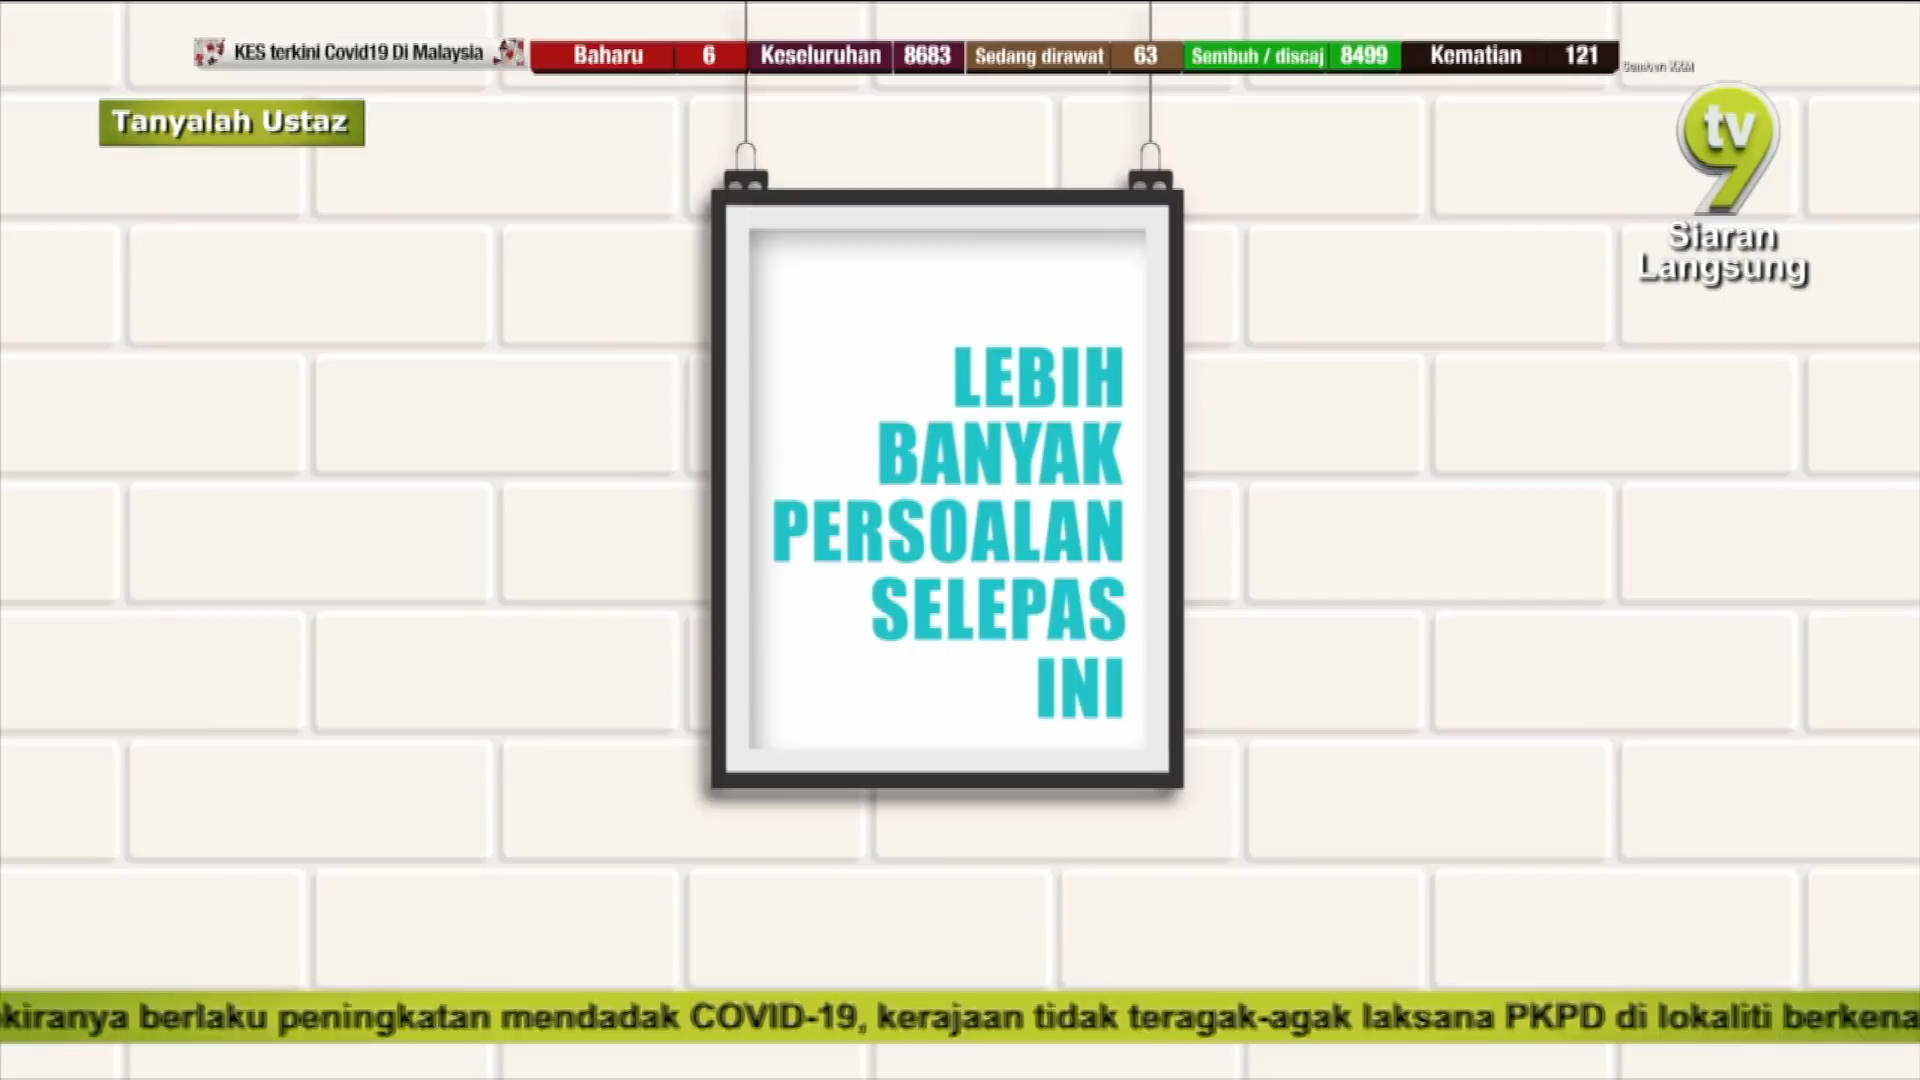 KES terkini Covid19 Di Malaysia Baharu 6 Keseluruhan 8683 Sedang dirawat 63 Sembuh / discaj 8499 Kematian 121
Sumber: KKM
Tanyalah Ustaz
tv9
Siaran
Langsung
LEBIH
BANYAK
PERSOALAN
SELEPAS
INI
berlaku peningkatan mendadak COVID-19, kerajaan tidak teragak-agak laksana PKPD di lokaliti